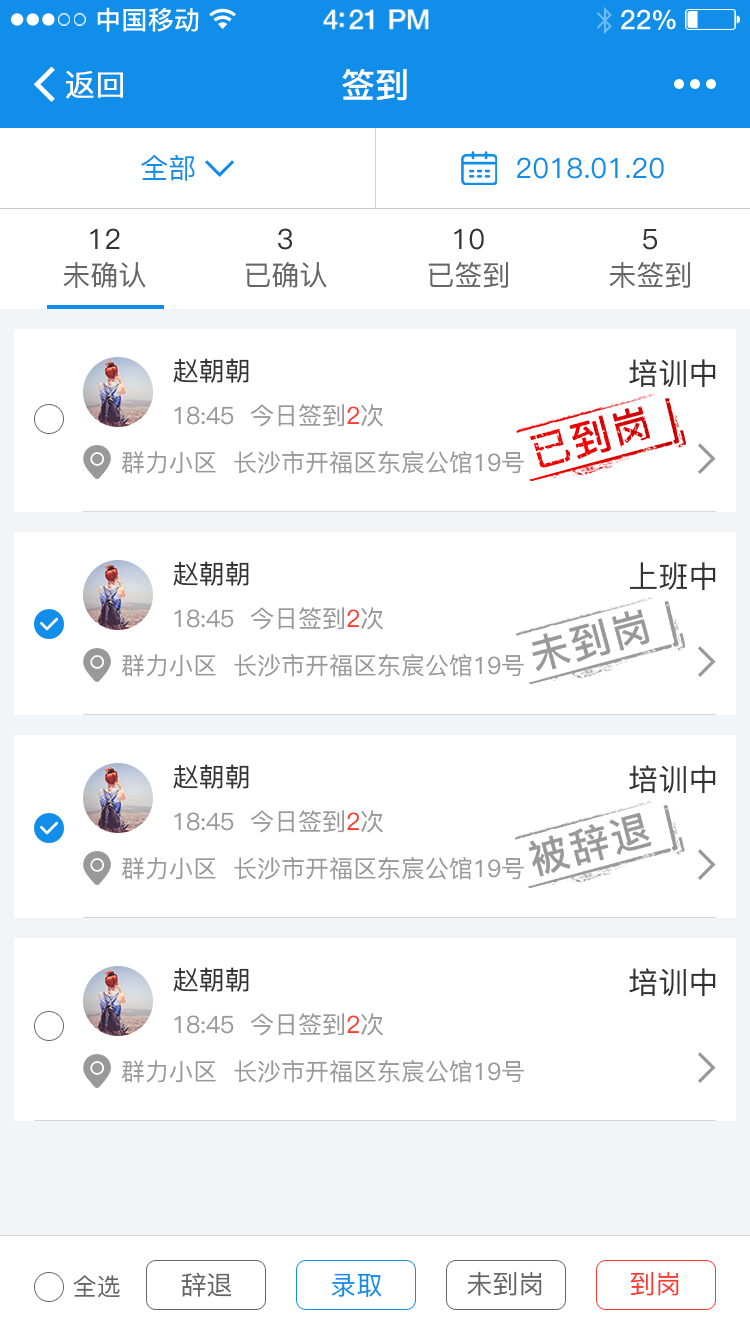 中国移动 4:21 PM 22%
返回 签到
全部 2018.01.20
12 3 10 5
未确认 已确认 已签到 未签到
赵朝朝 培训中
18:45 今日签到2次
已到岗
群力小区 长沙市开福区东宸公馆19号
赵朝朝 上班中
18:45 今日签到2次
未到岗
群力小区 长沙市开福区东宸公馆19号
赵朝朝 培训中
18:45 今日签到2次
被辞退
群力小区 长沙市开福区东宸公馆19号
赵朝朝 培训中
18:45 今日签到2次
群力小区 长沙市开福区东宸公馆19号
全选 辞退 录取 未到岗 到岗